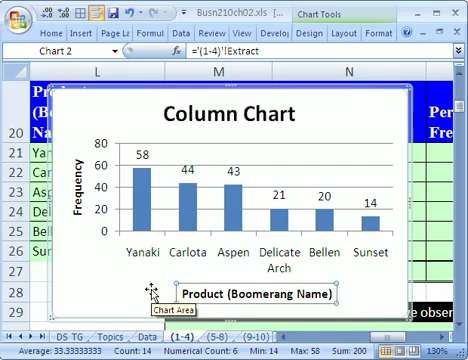 Busn210ch02.xls
Chart Tools
Home Insert Page La Formul Data Review View Develo Design Layout Format
Chart 2 fx ='(1-4)'!Extract
L M N
20
21
22
23
24
25
26
27
28
29
Column Chart
Frequency
80
60
40
20
0
58 44 43 21 20 14
Yanaki Carlota Aspen Delicate Arch Bellen Sunset
Product (Boomerang Name)
Chart Area
DS TG Topics Data (1-4) (5-8) (9-10)
Average: 33.33333333 Count: 14 Numerical Count: 6 Min: 14 Max: 58 Sum: 200 130%